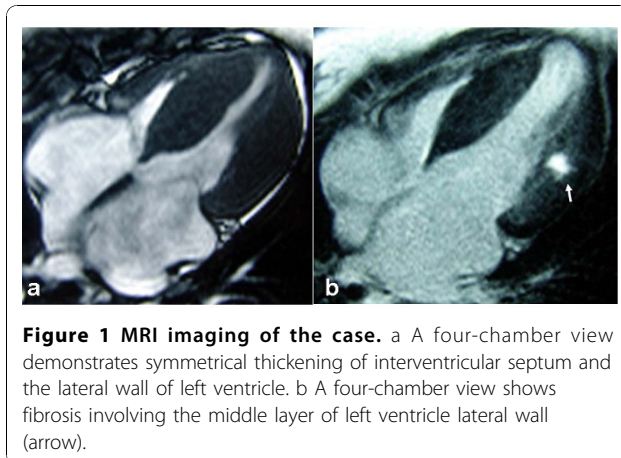 a
b
Figure 1 MRI imaging of the case. a A four-chamber view
demonstrates symmetrical thickening of interventricular septum and
the lateral wall of left ventricle. b A four-chamber view shows
fibrosis involving the middle layer of left ventricle lateral wall
(arrow).